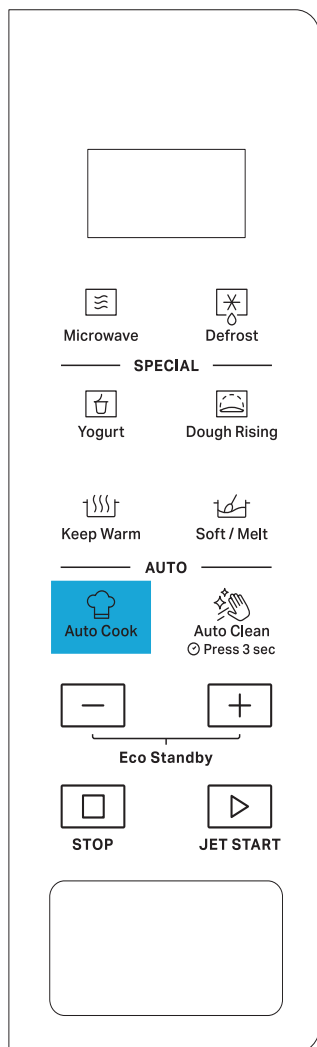 Microwave Defrost
SPECIAL
Yogurt Dough Rising
Keep Warm Soft / Melt
AUTO
Auto Cook Auto Clean
Press 3 sec
− +
Eco Standby
STOP JET START